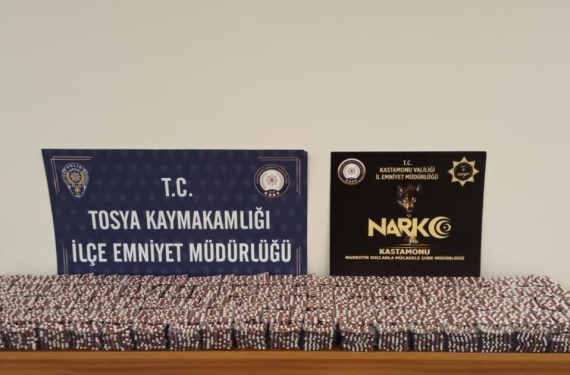 T.C.
TOSYA KAYMAKAMLIĞI
İLÇE EMNİYET MÜDÜRLÜĞÜ
T.C.
KASTAMONU VALİLİĞİ
İL EMNİYET MÜDÜRLÜĞÜ
NARKO
KASTAMONU
NARKOTİK SUÇLARLA MÜCADELE ŞUBE MÜDÜRLÜĞÜ